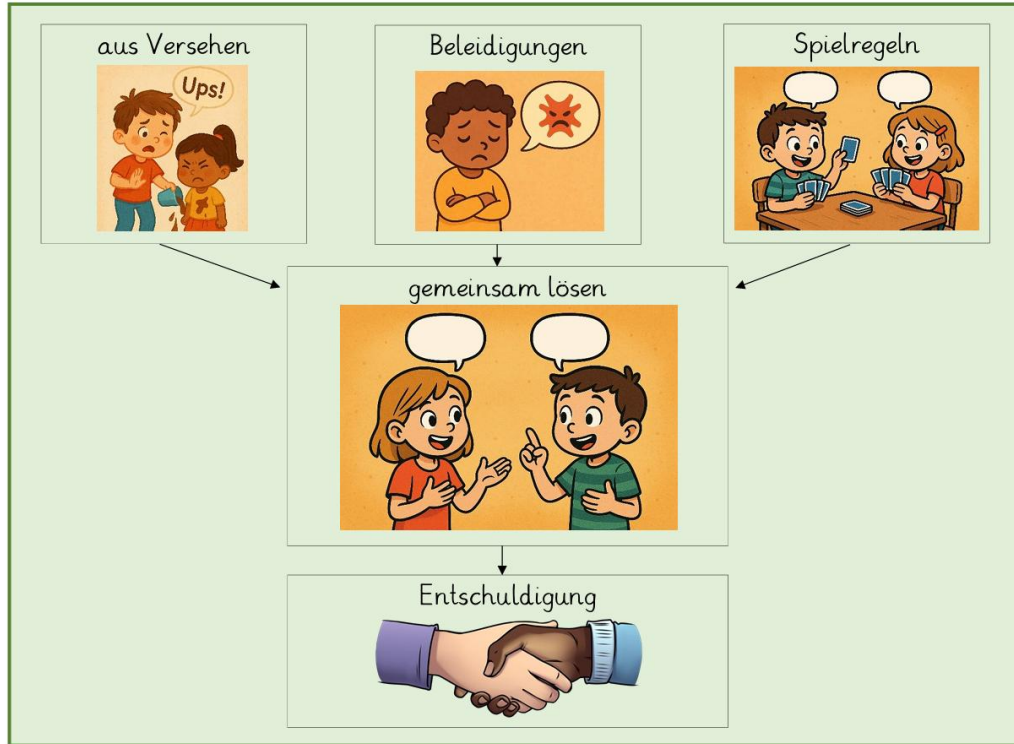 aus Versehen
Ups!
Beleidigungen
Spielregeln
gemeinsam lösen
Entschuldigung